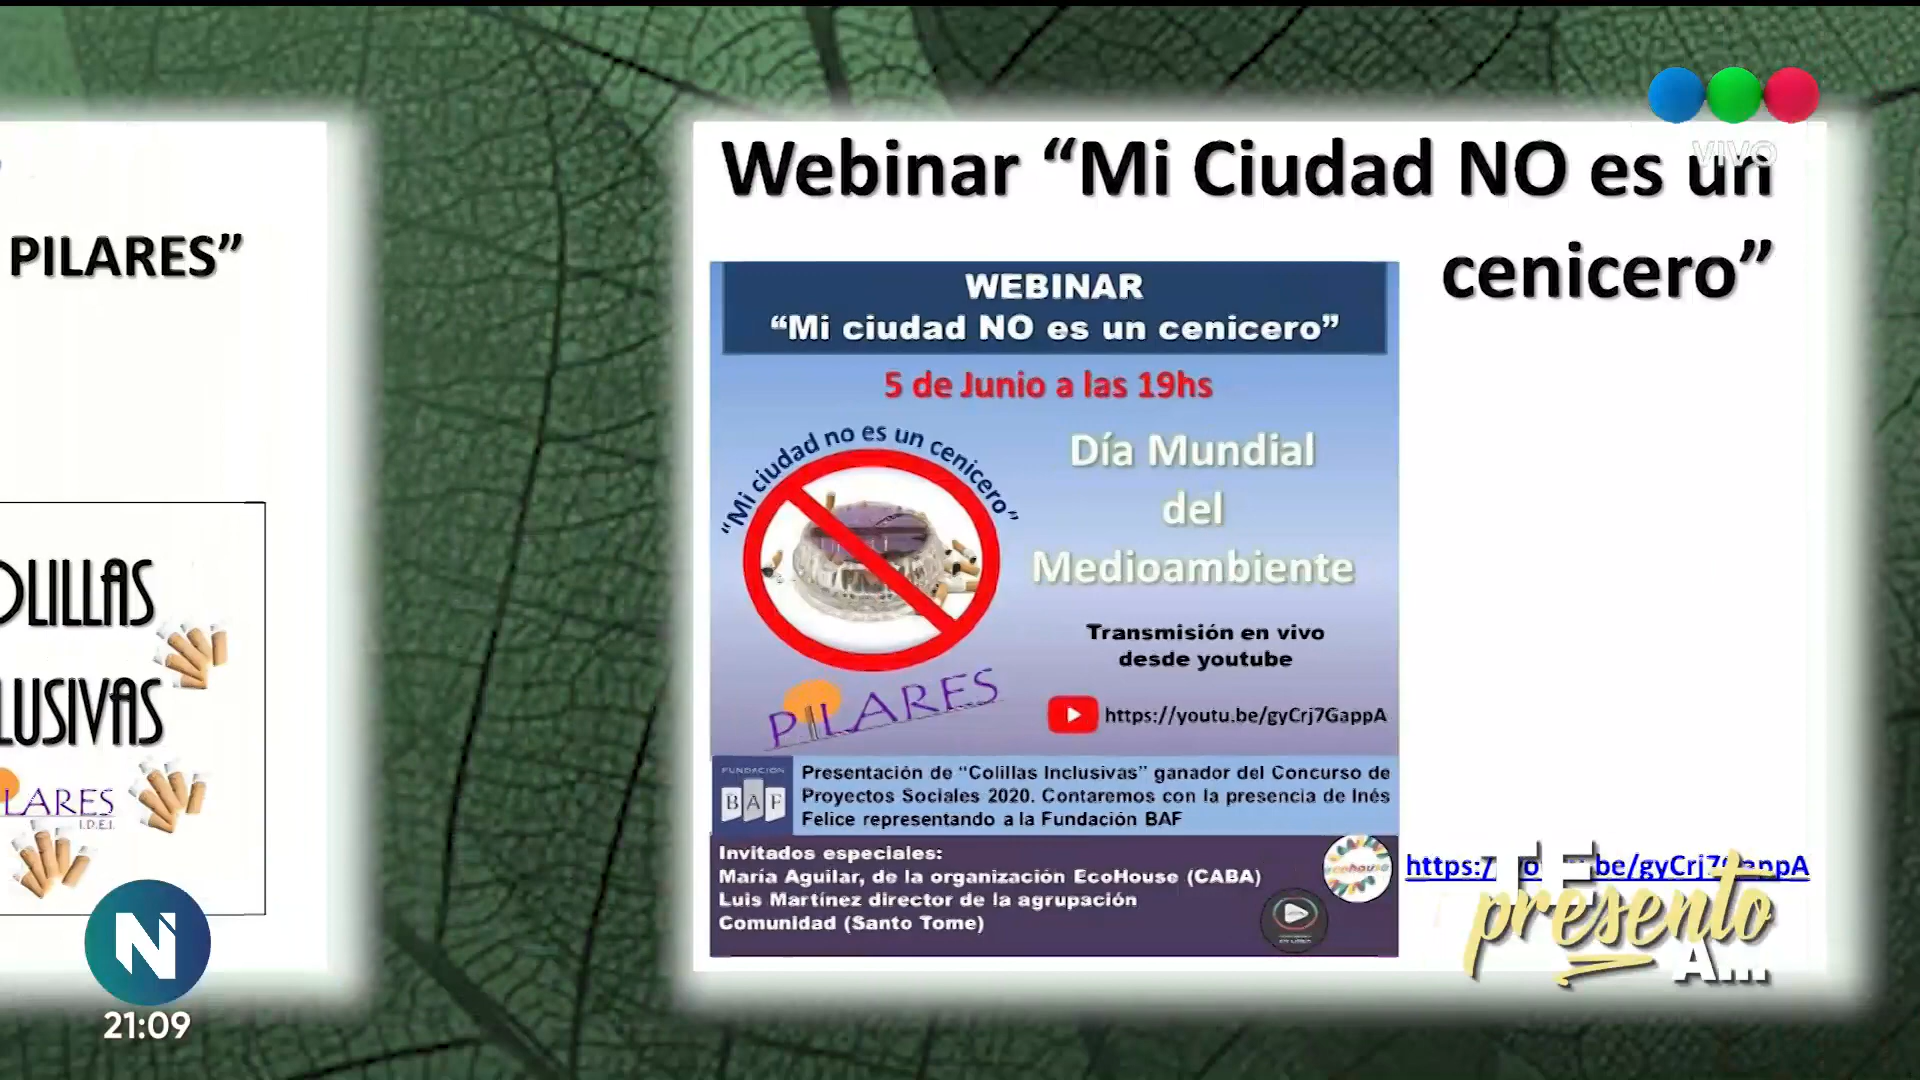 PILARES”
OLILLAS
LUSIVAS
LARES
I.D.E.I.
Webinar “Mi Ciudad NO es un
cenicero”
WEBINAR
“Mi ciudad NO es un cenicero”
5 de Junio a las 19hs
“Mi ciudad no es un cenicero”
Día Mundial
del
Medioambiente
Transmisión en vivo
desde youtube
https://youtu.be/gyCrj7GappA
PILARES
FUNDACIÓN
BAF
Presentación de “Colillas Inclusivas” ganador del Concurso de
Proyectos Sociales 2020. Contaremos con la presencia de Inés
Felice representando a la Fundación BAF
Invitados especiales:
María Aguilar, de la organización EcoHouse (CABA)
Luis Martínez director de la agrupación
Comunidad (Santo Tome)
ecohouse
VIVO
TE
presento
A...
N
21:09